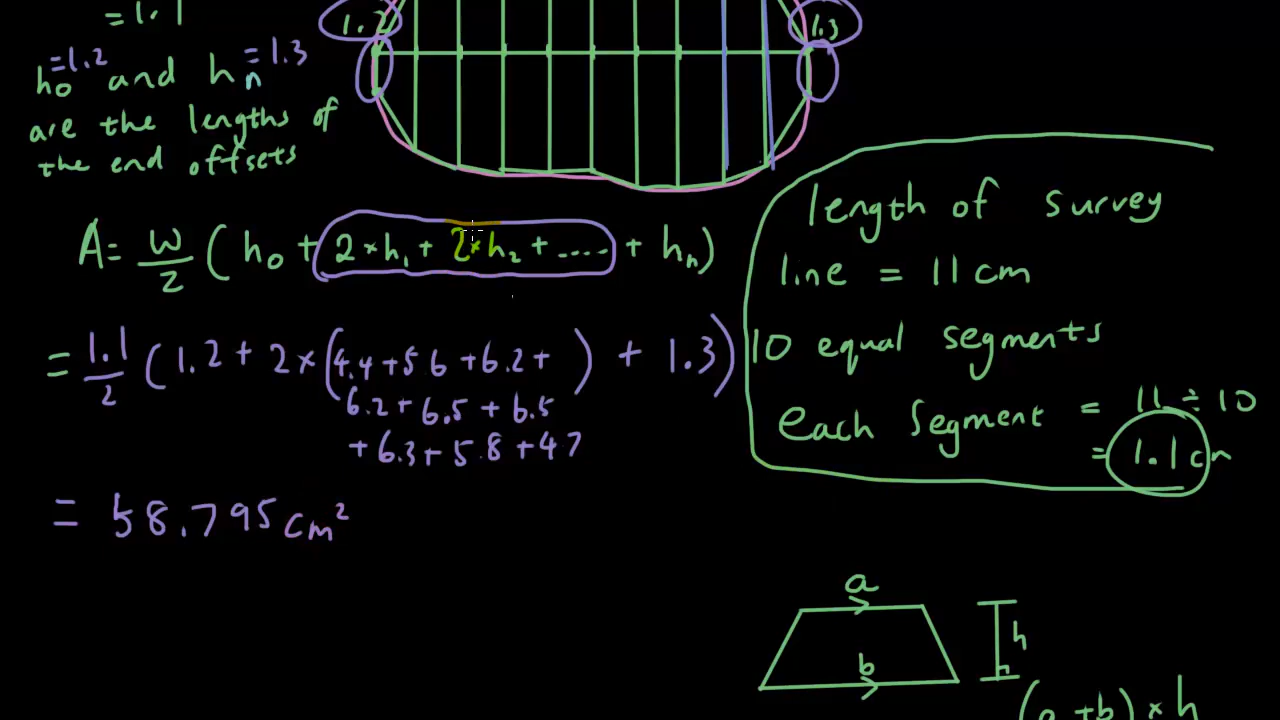 = 1.1
1.2
1.3
=1.2 =1.3
h0 and hn
are the lengths of
the end offsets
A= w/2 ( h0 + 2 × h1 + 2 × h2 + .... + hn )
= 1.1/2 ( 1.2 + 2 × ( 4.4 + 5.6 + 6.2 + ) + 1.3 )
6.2 + 6.5 + 6.5
+ 6.3 + 5.8 + 4.7
= 58.795 cm²
length of survey
line = 11 cm
10 equal segments
each segment = 11 ÷ 10
= 1.1 cm
a
h
b
(a + b) × h